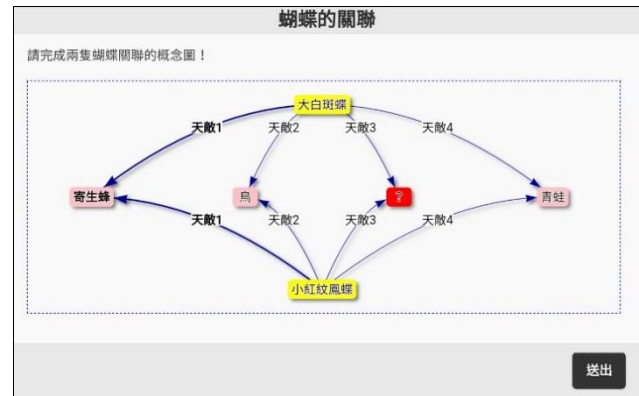 蝴蝶的關聯
請完成兩隻蝴蝶關聯的概念圖！
大白斑蝶
天敵1 天敵2 天敵3 天敵4
寄生蜂 鳥 ? 青蛙
天敵1 天敵2 天敵3 天敵4
小紅紋鳳蝶
送出